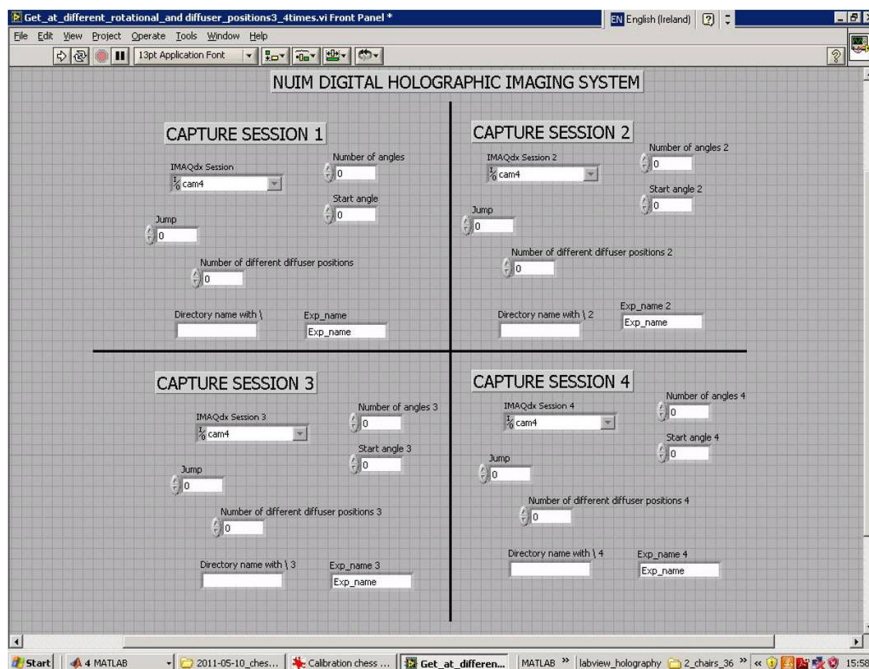 Get_at_different_rotational_and diffuser_positions3_4times.vi Front Panel *
EN English (Ireland) ?
File Edit View Project Operate Tools Window Help
13pt Application Font
?
NUIM DIGITAL HOLOGRAPHIC IMAGING SYSTEM
CAPTURE SESSION 1
IMAQdx Session
cam4
Number of angles
0
Start angle
0
Jump
0
Number of different diffuser positions
0
Directory name with \
Exp_name
Exp_name
CAPTURE SESSION 2
IMAQdx Session 2
cam4
Number of angles 2
0
Start angle 2
0
Jump
0
Number of different diffuser positions 2
0
Directory name with \ 2
Exp_name 2
Exp_name
CAPTURE SESSION 3
IMAQdx Session 3
cam4
Number of angles 3
0
Start angle 3
0
Jump
0
Number of different diffuser positions 3
0
Directory name with \ 3
Exp_name 3
Exp_name
CAPTURE SESSION 4
IMAQdx Session 4
cam4
Number of angles 4
0
Start angle 4
0
Jump
0
Number of different diffuser positions 4
0
Directory name with \ 4
Exp_name 4
Exp_name
Start 4 MATLAB 2011-05-10_ches... Calibration chess ... Get_at_differen... MATLAB » labview_holography 2_chairs_36 » « 15:58